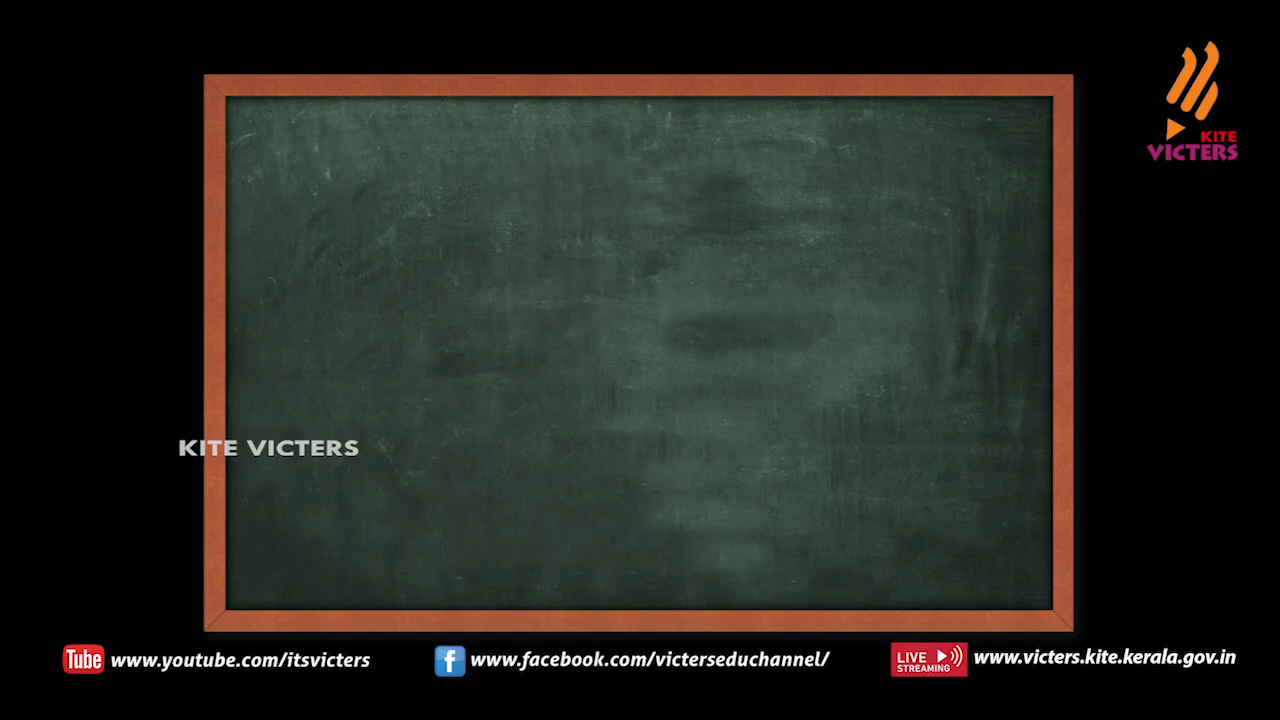 KITE
VICTERS
KITE VICTERS
Tube www.youtube.com/itsvicters
f www.facebook.com/victerseduchannel/
LIVE STREAMING www.victers.kite.kerala.gov.in